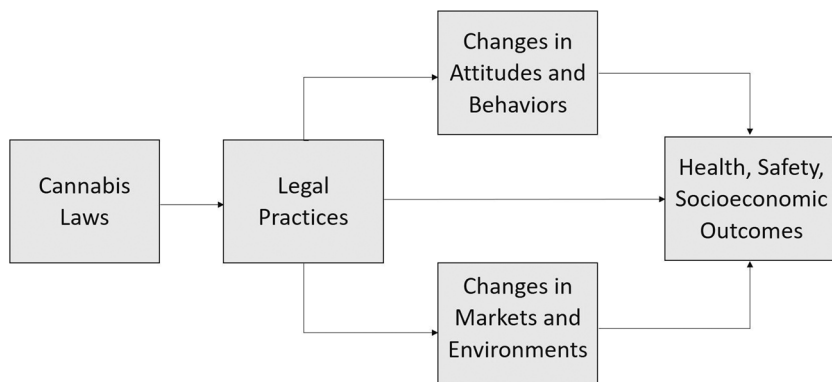 Changes in
Attitudes and
Behaviors
Cannabis
Laws
Legal
Practices
Health, Safety,
Socioeconomic
Outcomes
Changes in
Markets and
Environments